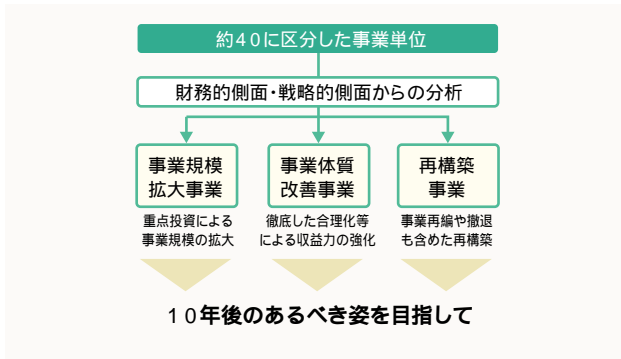 約40に区分した事業単位
財務的側面・戦略的側面からの分析
事業規模
拡大事業
重点投資による
事業規模の拡大
事業体質
改善事業
徹底した合理化等
による収益力の強化
再構築
事業
事業再編や撤退
も含めた再構築
10年後のあるべき姿を目指して